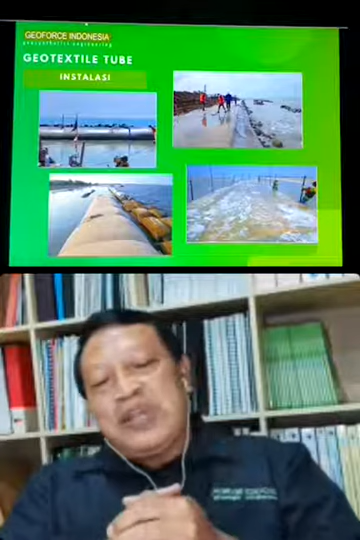 GEOFORCE INDONESIA
geosynthetic engineering
GEOTEXTILE TUBE
INSTALASI